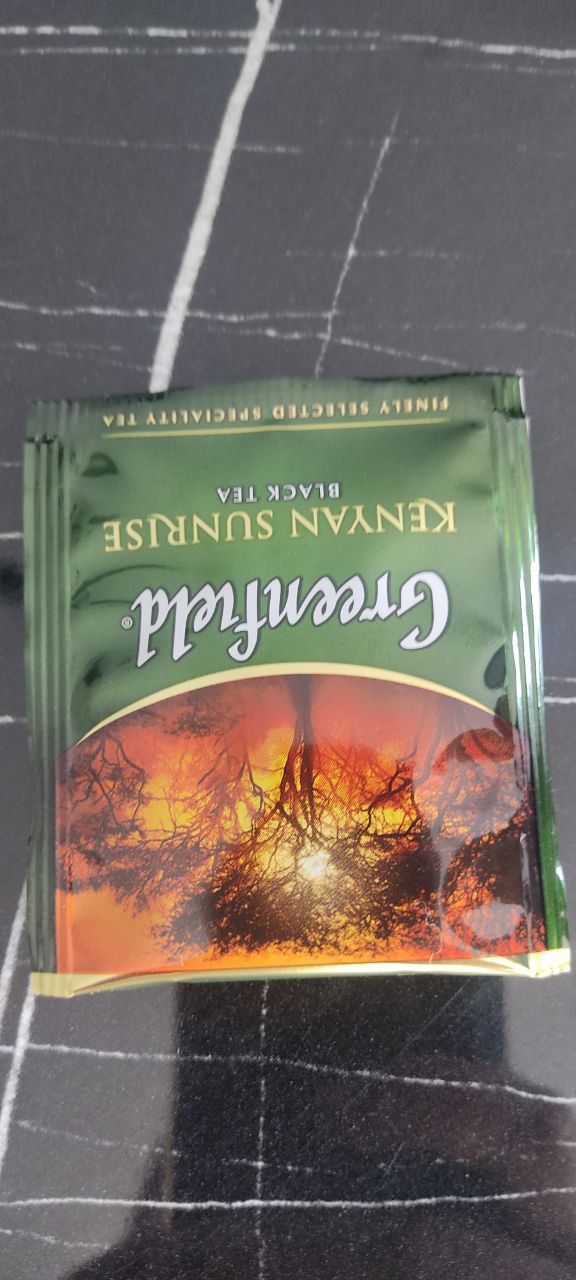 Greenfield®
KENYAN SUNRISE
BLACK TEA
FINELY SELECTED SPECIALITY TEA